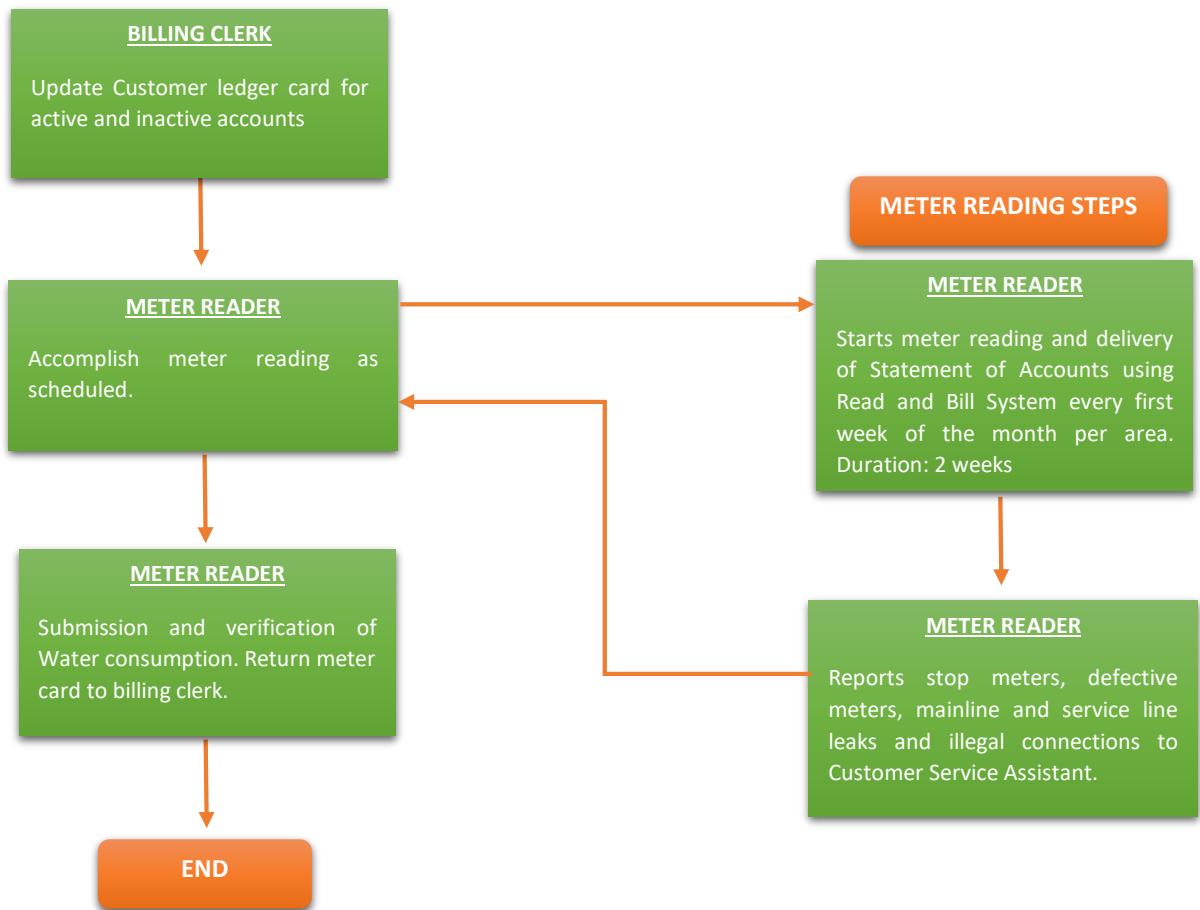 BILLING CLERK
Update Customer ledger card for
active and inactive accounts
METER READER
Accomplish meter reading as
scheduled.
METER READER
Submission and verification of
Water consumption. Return meter
card to billing clerk.
END
METER READING STEPS
METER READER
Starts meter reading and delivery
of Statement of Accounts using
Read and Bill System every first
week of the month per area.
Duration: 2 weeks
METER READER
Reports stop meters, defective
meters, mainline and service line
leaks and illegal connections to
Customer Service Assistant.